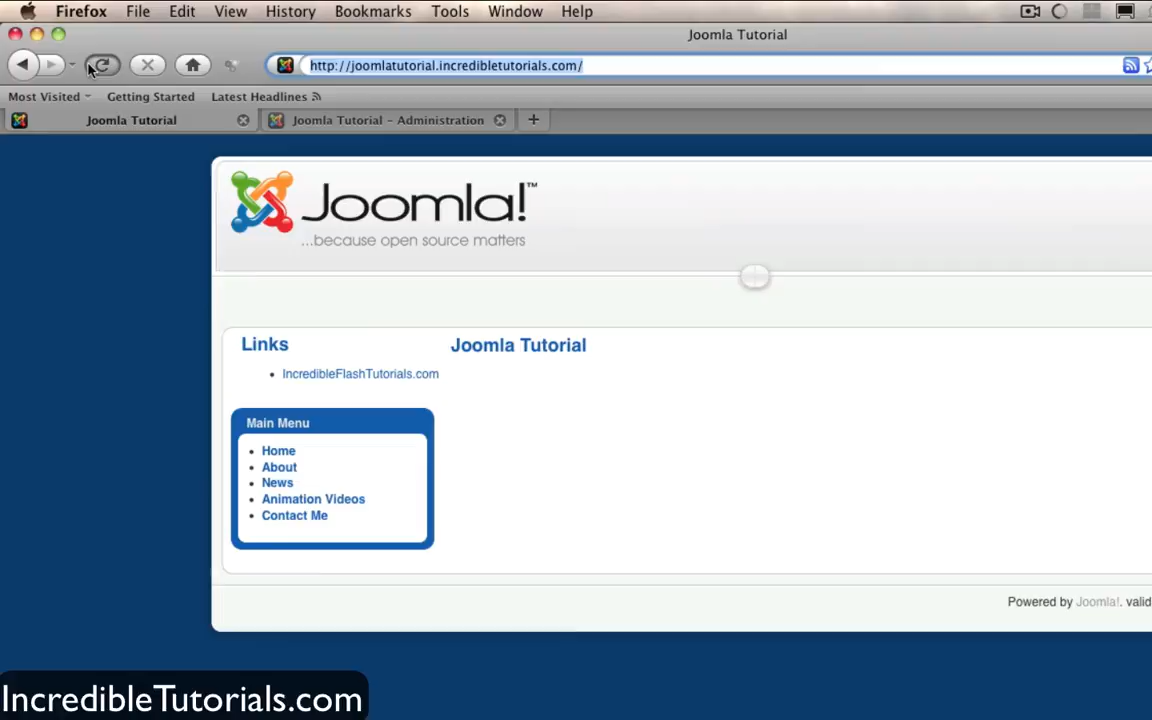 Firefox File Edit View History Bookmarks Tools Window Help
Joomla Tutorial
http://joomlatutorial.incredibletutorials.com/
Most Visited Getting Started Latest Headlines
Joomla Tutorial Joomla Tutorial - Administration +
Joomla!™
...because open source matters
Links
Joomla Tutorial
• IncredibleFlashTutorials.com
Main Menu
• Home
• About
• News
• Animation Videos
• Contact Me
Powered by Joomla!. valid
IncredibleTutorials.com